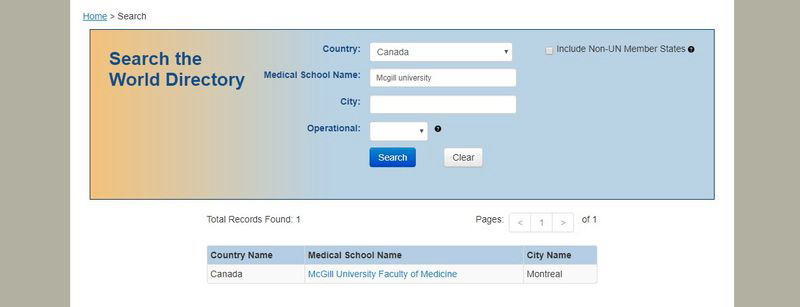 Home > Search
Search the
World Directory
Country: Canada
Include Non-UN Member States ?
Medical School Name: Mcgill university
City:
Operational: ?
Search Clear
Total Records Found: 1 Pages: < 1 > of 1
Country Name Medical School Name City Name
Canada McGill University Faculty of Medicine Montreal